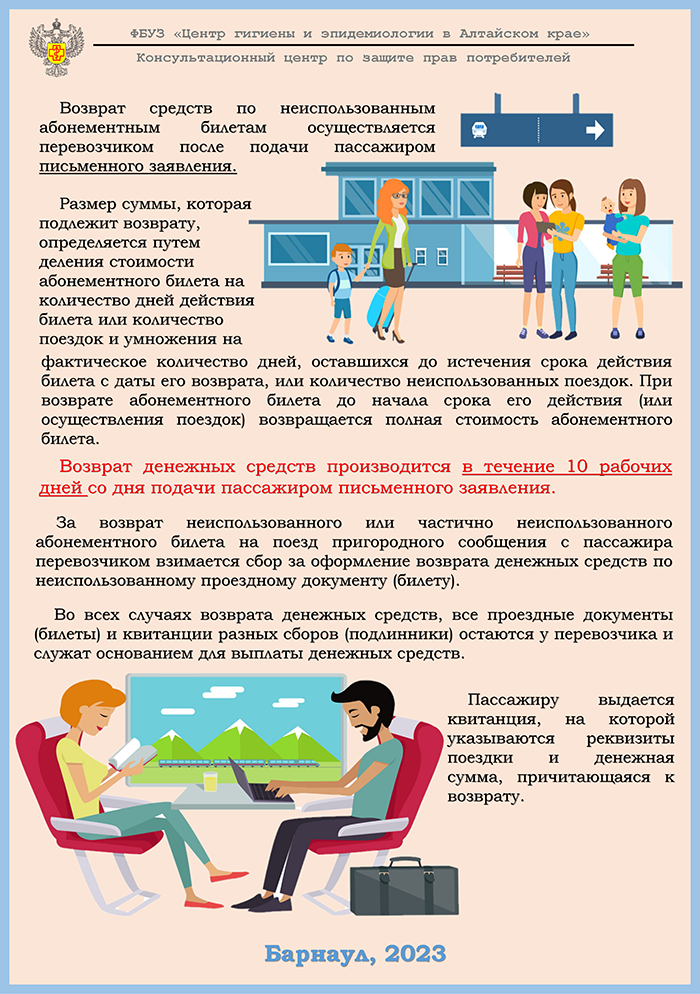 ФБУЗ «Центр гигиены и эпидемиологии в Алтайском крае»
Консультационный центр по защите прав потребителей
Возврат средств по неиспользованным
абонементным билетам осуществляется
перевозчиком после подачи пассажиром
письменного заявления.
Размер суммы, которая
подлежит возврату,
определяется путем
деления стоимости
абонементного билета на
количество дней действия
билета или количество
поездок и умножения на
фактическое количество дней, оставшихся до истечения срока действия
билета с даты его возврата, или количество неиспользованных поездок. При
возврате абонементного билета до начала срока его действия (или
осуществления поездок) возвращается полная стоимость абонементного
билета.
Возврат денежных средств производится в течение 10 рабочих
дней со дня подачи пассажиром письменного заявления.
За возврат неиспользованного или частично неиспользованного
абонементного билета на поезд пригородного сообщения с пассажира
перевозчиком взимается сбор за оформление возврата денежных средств по
неиспользованному проездному документу (билету).
Во всех случаях возврата денежных средств, все проездные документы
(билеты) и квитанции разных сборов (подлинники) остаются у перевозчика и
служат основанием для выплаты денежных средств.
Пассажиру выдается
квитанция, на которой
указываются реквизиты
поездки и денежная
сумма, причитающаяся к
возврату.
Барнаул, 2023